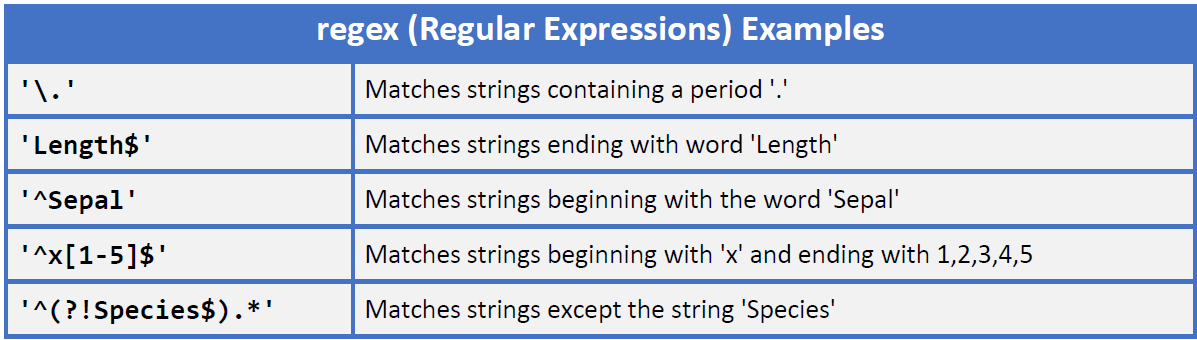 regex (Regular Expressions) Examples
'\.' Matches strings containing a period '.'
'Length$' Matches strings ending with word 'Length'
'^Sepal' Matches strings beginning with the word 'Sepal'
'^x[1-5]$' Matches strings beginning with 'x' and ending with 1,2,3,4,5
'^(?!Species$).*' Matches strings except the string 'Species'